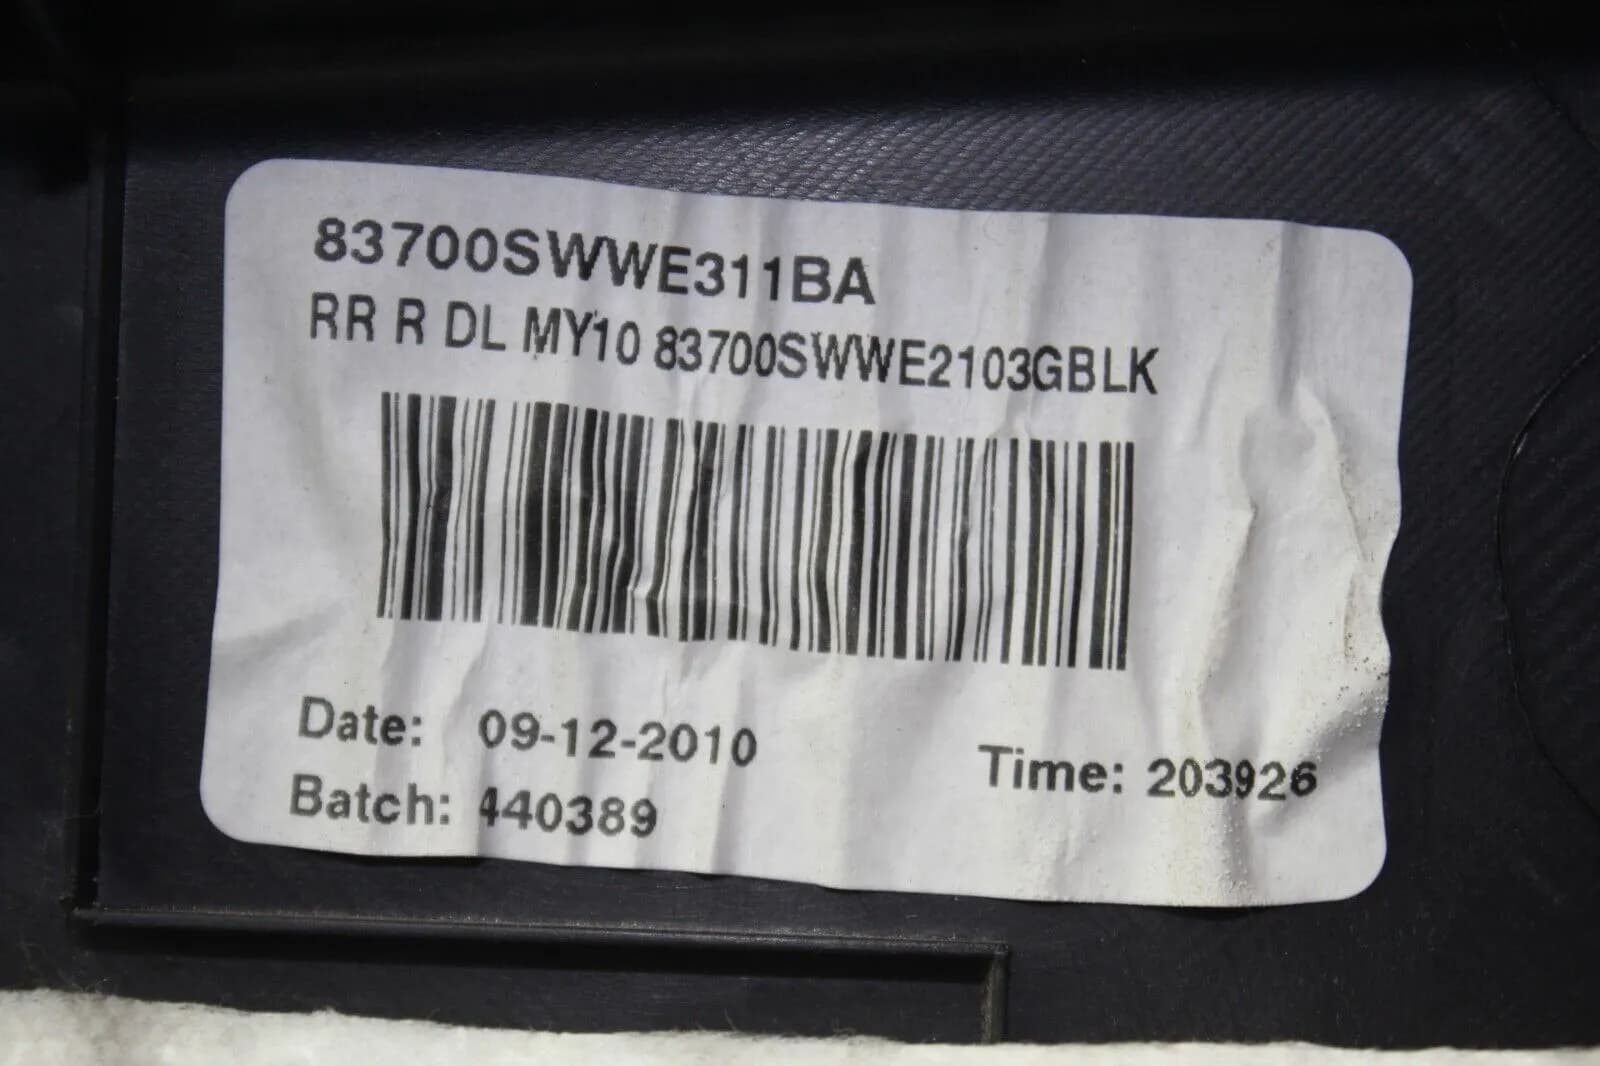 83700SWWE311BA
RR R DL MY10 83700SWWE2103GBLK
Date: 09-12-2010
Time: 203926
Batch: 440389